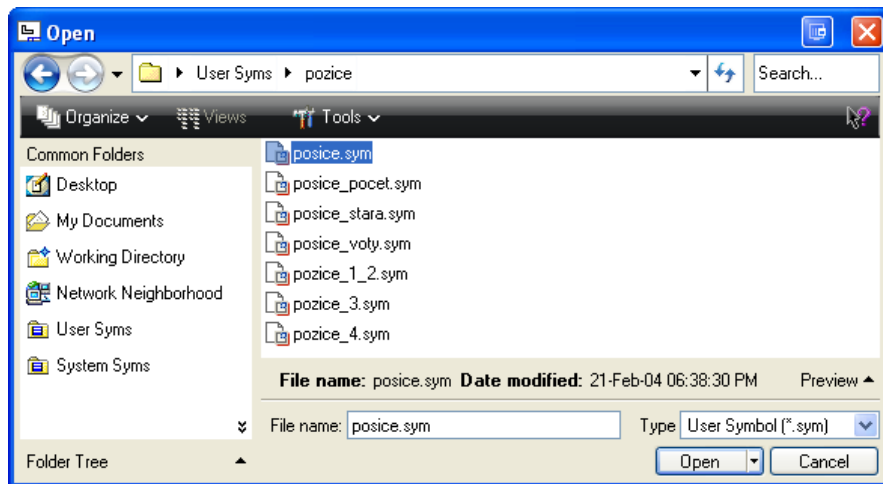 Open
User Syms pozice Search...
Organize Views Tools
Common Folders
Desktop
My Documents
Working Directory
Network Neighborhood
User Syms
System Syms
Folder Tree
posice.sym
posice_pocet.sym
posice_stara.sym
posice_voty.sym
pozice_1_2.sym
pozice_3.sym
pozice_4.sym
File name: posice.sym Date modified: 21-Feb-04 06:38:30 PM Preview
File name: posice.sym Type User Symbol (*.sym)
Open Cancel